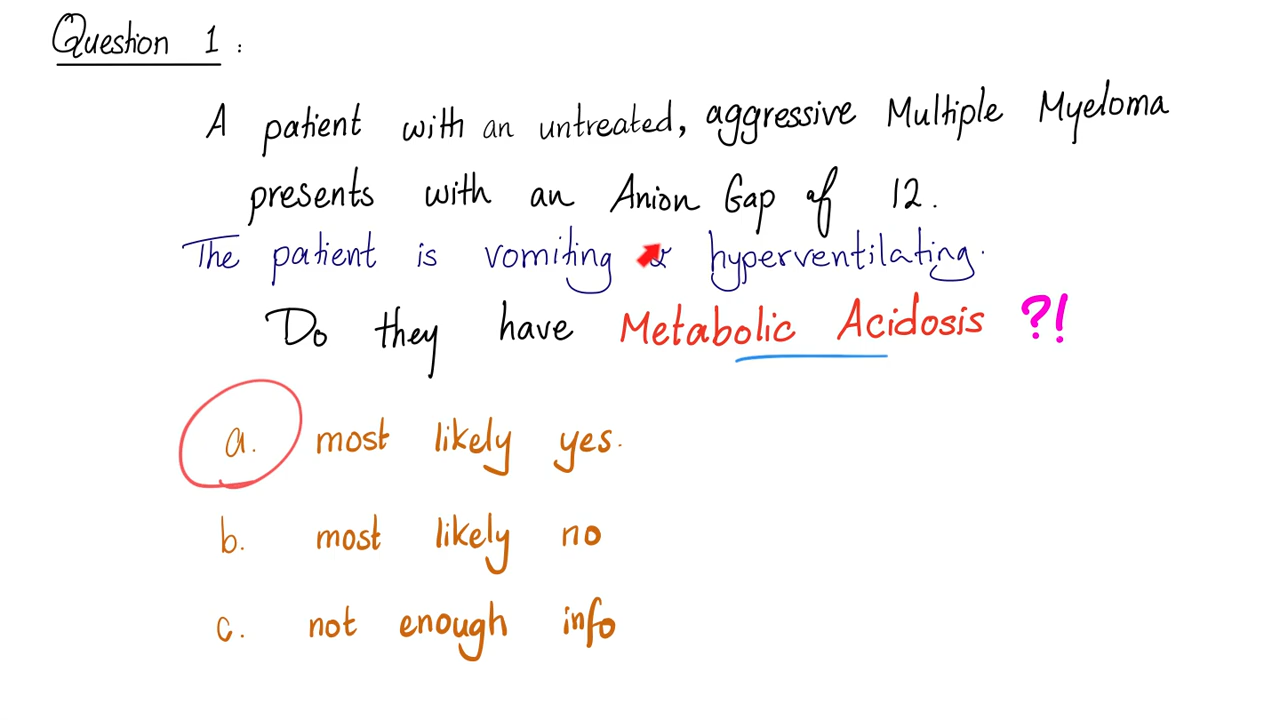 Question 1 :
A patient with an untreated, aggressive Multiple Myeloma
presents with an Anion Gap of 12.
The patient is vomiting & hyperventilating.
Do they have Metabolic Acidosis ?!
a. most likely yes.
b. most likely no
c. not enough info